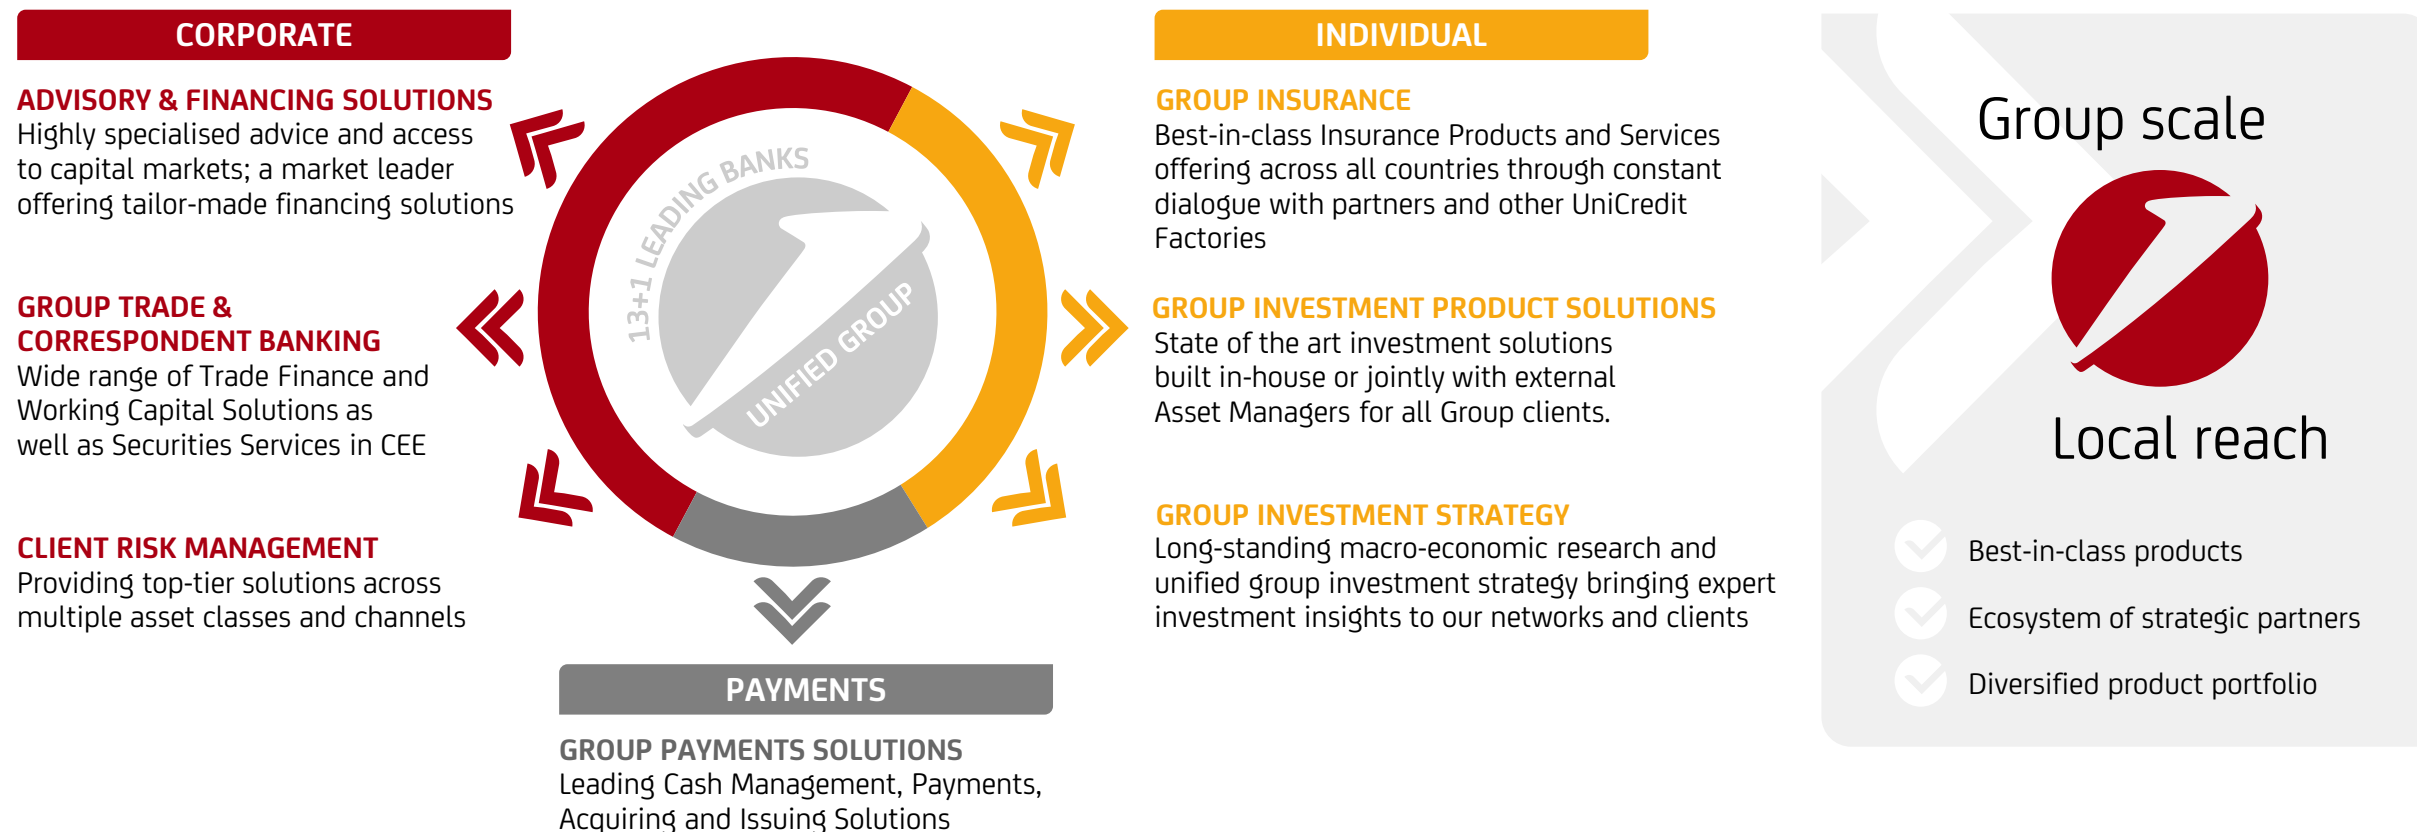 CORPORATE
ADVISORY & FINANCING SOLUTIONS
Highly specialised advice and access
to capital markets; a market leader
offering tailor-made financing solutions
GROUP TRADE &
CORRESPONDENT BANKING
Wide range of Trade Finance and
Working Capital Solutions as
well as Securities Services in CEE
CLIENT RISK MANAGEMENT
Providing top-tier solutions across
multiple asset classes and channels
13+1 LEADING BANKS
UNIFIED GROUP
PAYMENTS
GROUP PAYMENTS SOLUTIONS
Leading Cash Management, Payments,
Acquiring and Issuing Solutions
INDIVIDUAL
GROUP INSURANCE
Best-in-class Insurance Products and Services
offering across all countries through constant
dialogue with partners and other UniCredit
Factories
GROUP INVESTMENT PRODUCT SOLUTIONS
State of the art investment solutions
built in-house or jointly with external
Asset Managers for all Group clients.
GROUP INVESTMENT STRATEGY
Long-standing macro-economic research and
unified group investment strategy bringing expert
investment insights to our networks and clients
Group scale
Local reach
Best-in-class products
Ecosystem of strategic partners
Diversified product portfolio